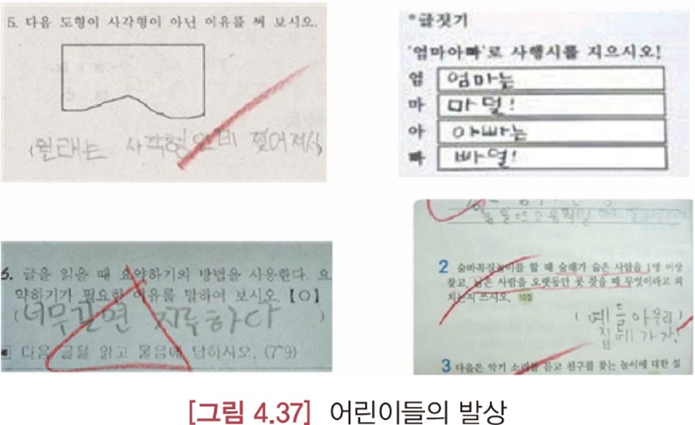 5. 다음 도형이 사각형이 아닌 이유를 써 보시오.
(원래는 사각형인데 찢어져서)
*글짓기
'엄마아빠'로 사행시를 지으시오!
엄 엄마는
마 마덜!
아 아빠는
빠 빠덜!
6. 글을 읽을 때 요약하기의 방법을 사용한다. 요
약하기가 필요한 이유를 말하여 보시오【O】
(너무길면 지루하다
■ 다음 글을 읽고 물음에 답하시오. (7~9)
2 숨바꼭질놀이를 할 때 술래가 숨은 사람을 1명 이상
찾고, 남은 사람을 오랫동안 못 찾을 때 무엇이라고 외
치는지 쓰시오. 10점
(얘들아우리
집에가자!
3 다음은 악기 소리를 듣고 친구를 찾는 놀이에 대한 설
[그림 4.37] 어린이들의 발상